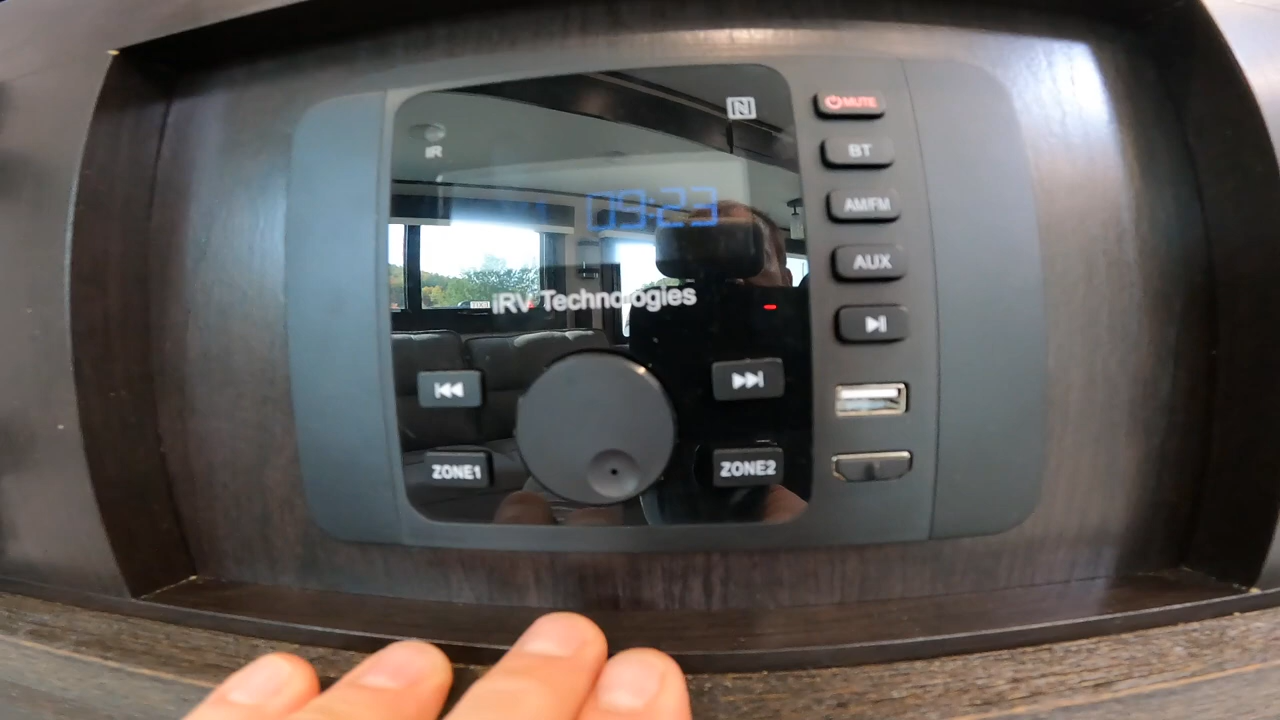 MUTE
IR
BT
09:23
AM/FM
AUX
iRV Technologies
ZONE1
ZONE2